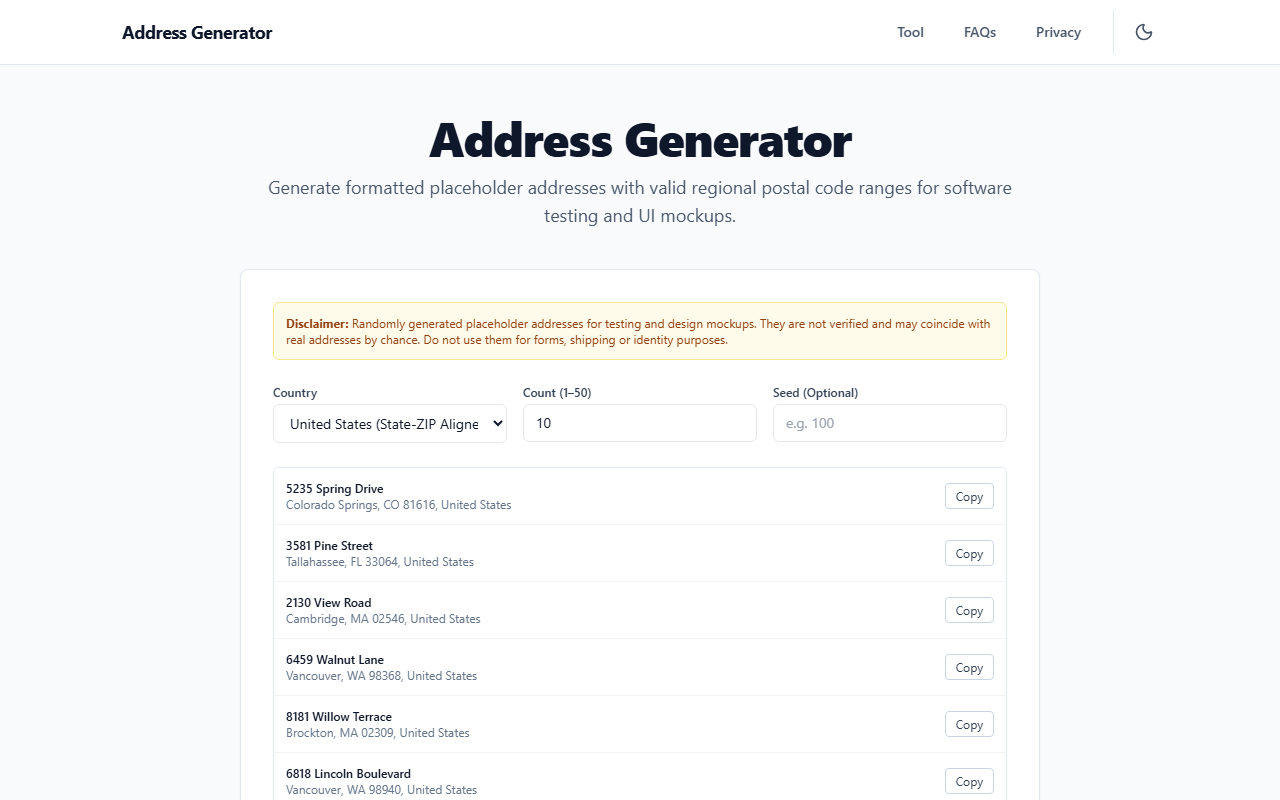 Address Generator
Tool
FAQs
Privacy
Address Generator
Generate formatted placeholder addresses with valid regional postal code ranges for software
testing and UI mockups.
Disclaimer: Randomly generated placeholder addresses for testing and design mockups. They are not verified and may coincide with
real addresses by chance. Do not use them for forms, shipping or identity purposes.
Country
Count (1–50)
Seed (Optional)
United States (State-ZIP Aligne
10
e.g. 100
5235 Spring Drive
Colorado Springs, CO 81616, United States
Copy
3581 Pine Street
Tallahassee, FL 33064, United States
Copy
2130 View Road
Cambridge, MA 02546, United States
Copy
6459 Walnut Lane
Vancouver, WA 98368, United States
Copy
8181 Willow Terrace
Brockton, MA 02309, United States
Copy
6818 Lincoln Boulevard
Vancouver, WA 98940, United States
Copy